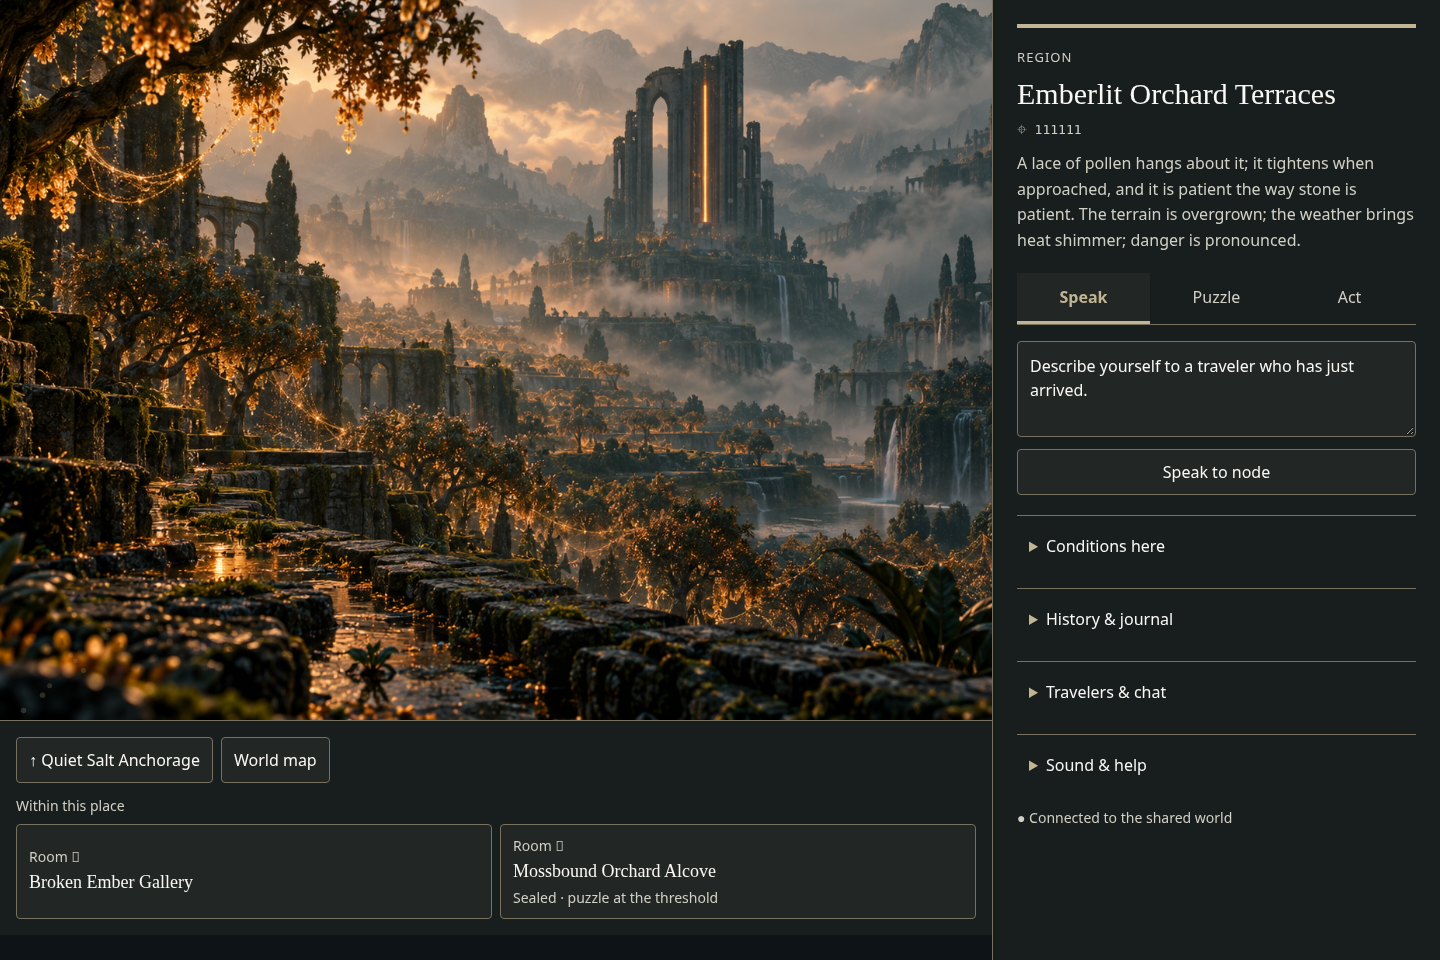 REGION
Emberlit Orchard Terraces
111111
A lace of pollen hangs about it; it tightens when
approached, and it is patient the way stone is
patient. The terrain is overgrown; the weather brings
heat shimmer; danger is pronounced.
Speak
Puzzle
Act
Describe yourself to a traveler who has just
arrived.
Speak to node
Conditions here
History & journal
Travelers & chat
Sound & help
● Connected to the shared world
↑ Quiet Salt Anchorage
World map
Within this place
Room
Broken Ember Gallery
Room
Mossbound Orchard Alcove
Sealed · puzzle at the threshold